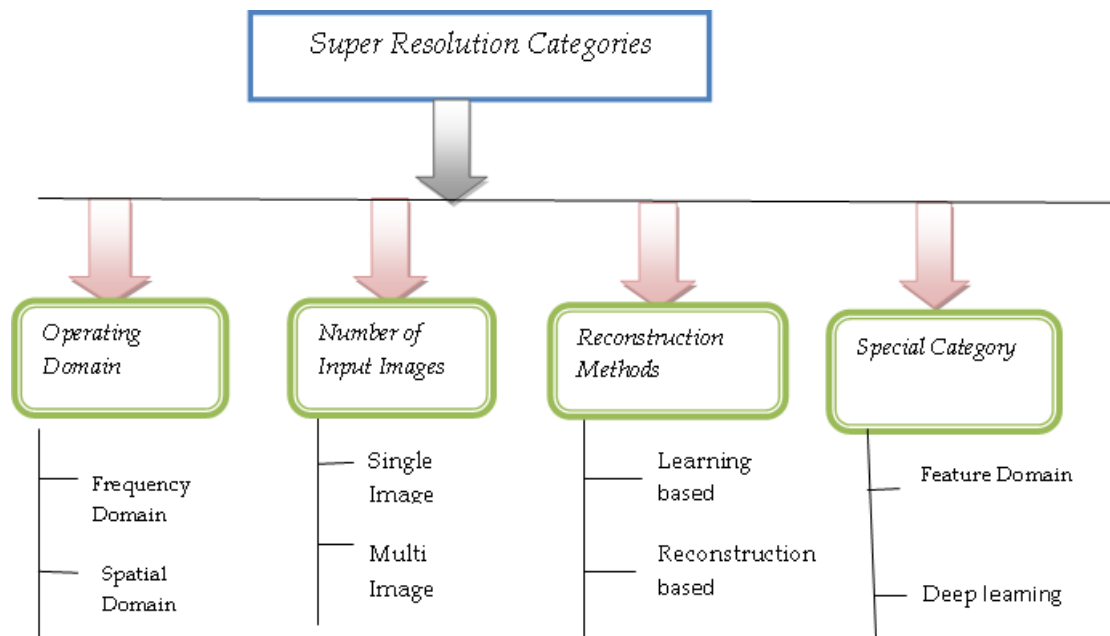 Super Resolution Categories
Operating
Domain
Number of
Input Images
Reconstruction
Methods
Special Category
Frequency
Domain
Spatial
Domain
Single
Image
Multi
Image
Learning
based
Reconstruction
based
Feature Domain
Deep learning